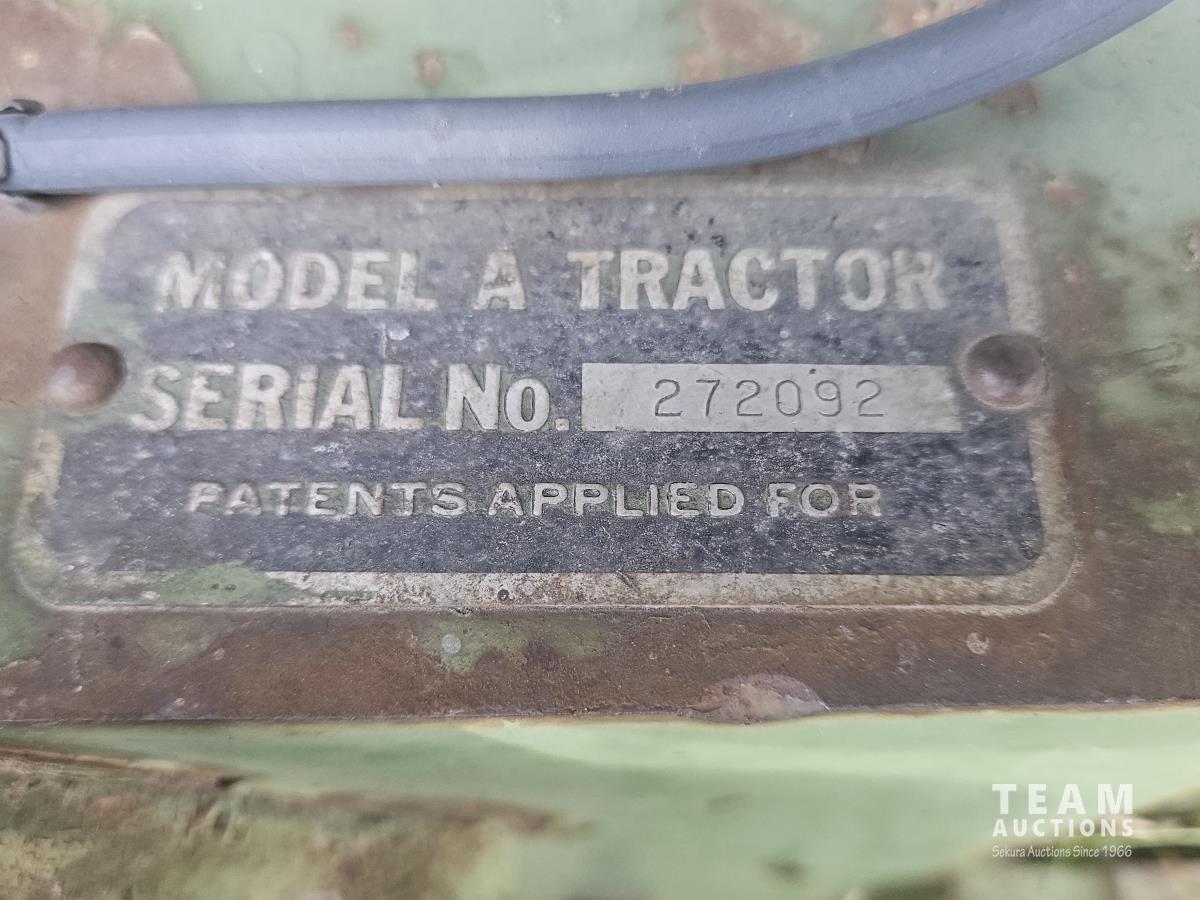 MODEL A TRACTOR
SERIAL No. 272092
PATENTS APPLIED FOR
TEAM
AUCTIONS
Sekura Auctions Since 1966